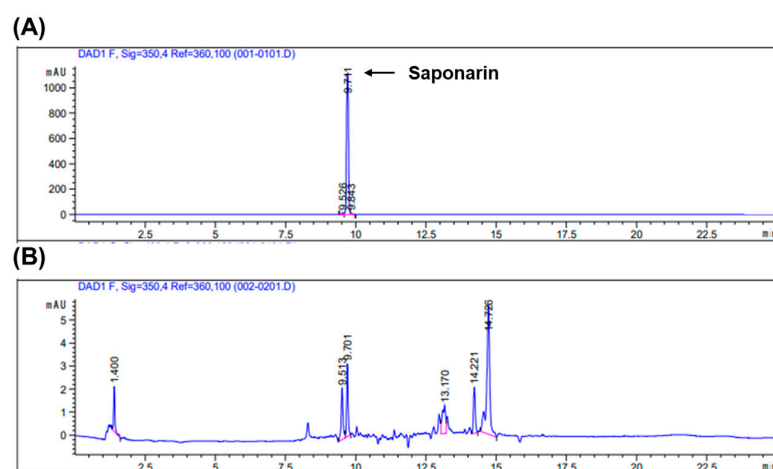 (A)
DAD1 F, Sig=350,4 Ref=360,100 (001-0101.D)
mAU
9.741
Saponarin
1000
800
600
400
200
0
9.526
9.843
2.5 5 7.5 10 12.5 15 17.5 20 22.5
(B)
DAD1 F, Sig=350,4 Ref=360,100 (002-0201.D)
mAU
5
4
3
2
1
0
1.400
9.513
9.701
13.170
14.221
14.726
2.5 5 7.5 10 12.5 15 17.5 20 22.5